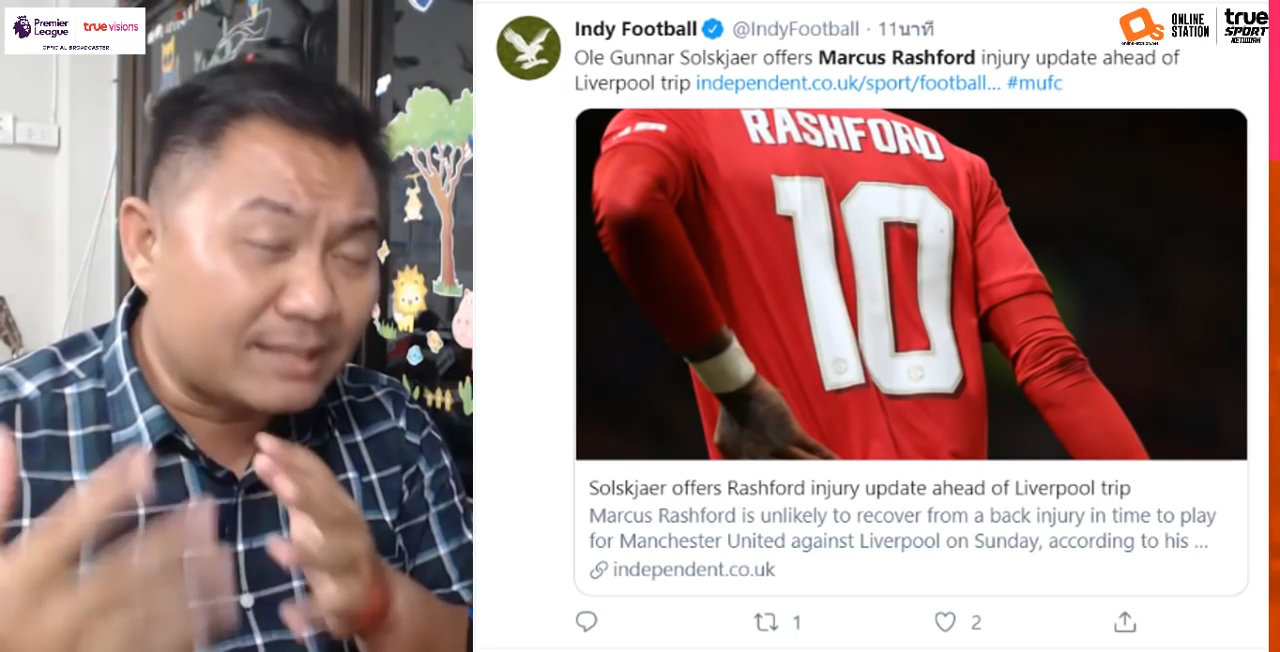 Premier
League
true visions
OFFICIAL BROADCASTER
Indy Football @IndyFootball · 11นาที
Ole Gunnar Solskjaer offers Marcus Rashford injury update ahead of
Liverpool trip independent.co.uk/sport/football... #mufc
ONLINE
STATION
true
SPORT
NETWORK
RASHFORD
10
Solskjaer offers Rashford injury update ahead of Liverpool trip
Marcus Rashford is unlikely to recover from a back injury in time to play
for Manchester United against Liverpool on Sunday, according to his ...
independent.co.uk
1
2